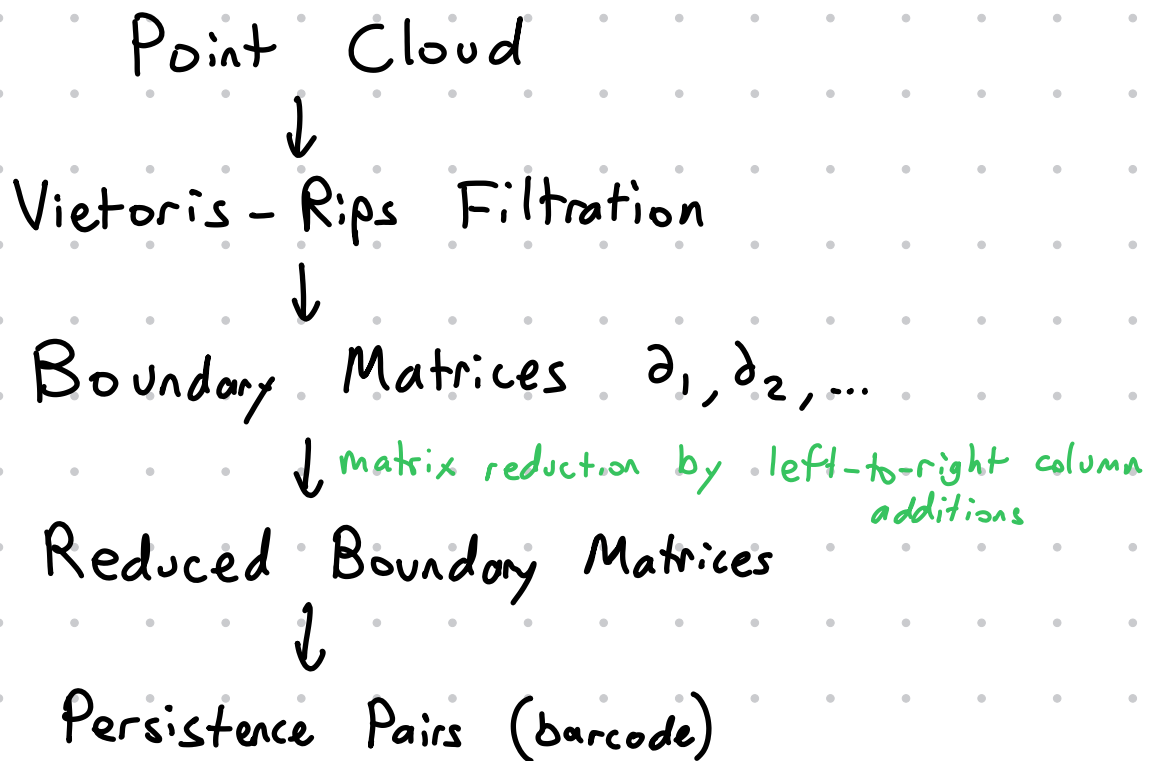 Point Cloud
↓
Vietoris-Rips Filtration
↓
Boundary Matrices ∂₁, ∂₂, ...
↓ matrix reduction by left-to-right column
additions
Reduced Boundary Matrices
↓
Persistence Pairs (barcode)